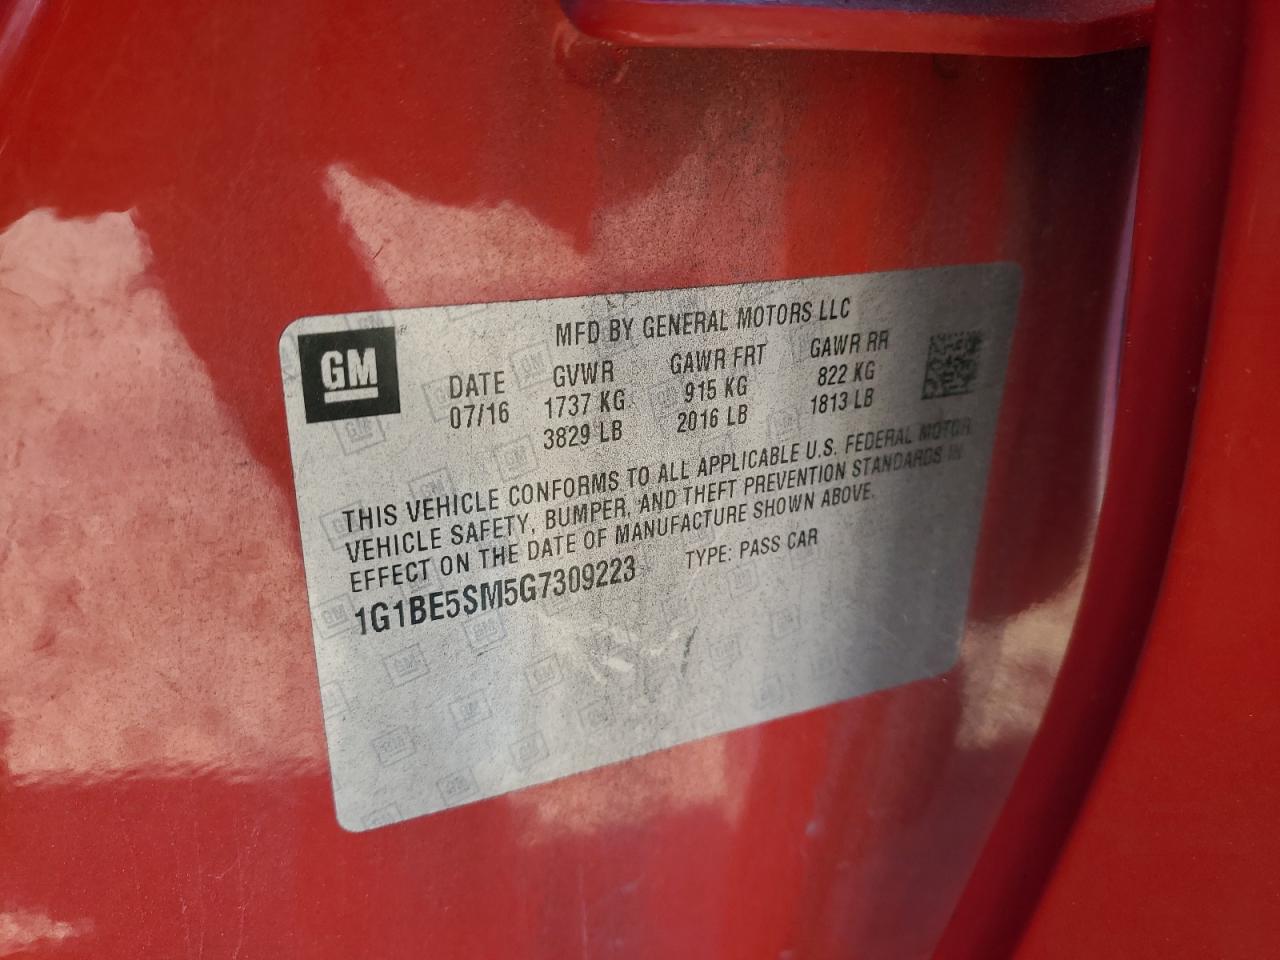 GM
MFD BY GENERAL MOTORS LLC
DATE GVWR GAWR FRT GAWR RR
07/16 1737 KG 915 KG 822 KG
3829 LB 2016 LB 1813 LB
THIS VEHICLE CONFORMS TO ALL APPLICABLE U.S. FEDERAL MOTOR
VEHICLE SAFETY, BUMPER, AND THEFT PREVENTION STANDARDS IN
EFFECT ON THE DATE OF MANUFACTURE SHOWN ABOVE.
1G1BE5SM5G7309223 TYPE: PASS CAR